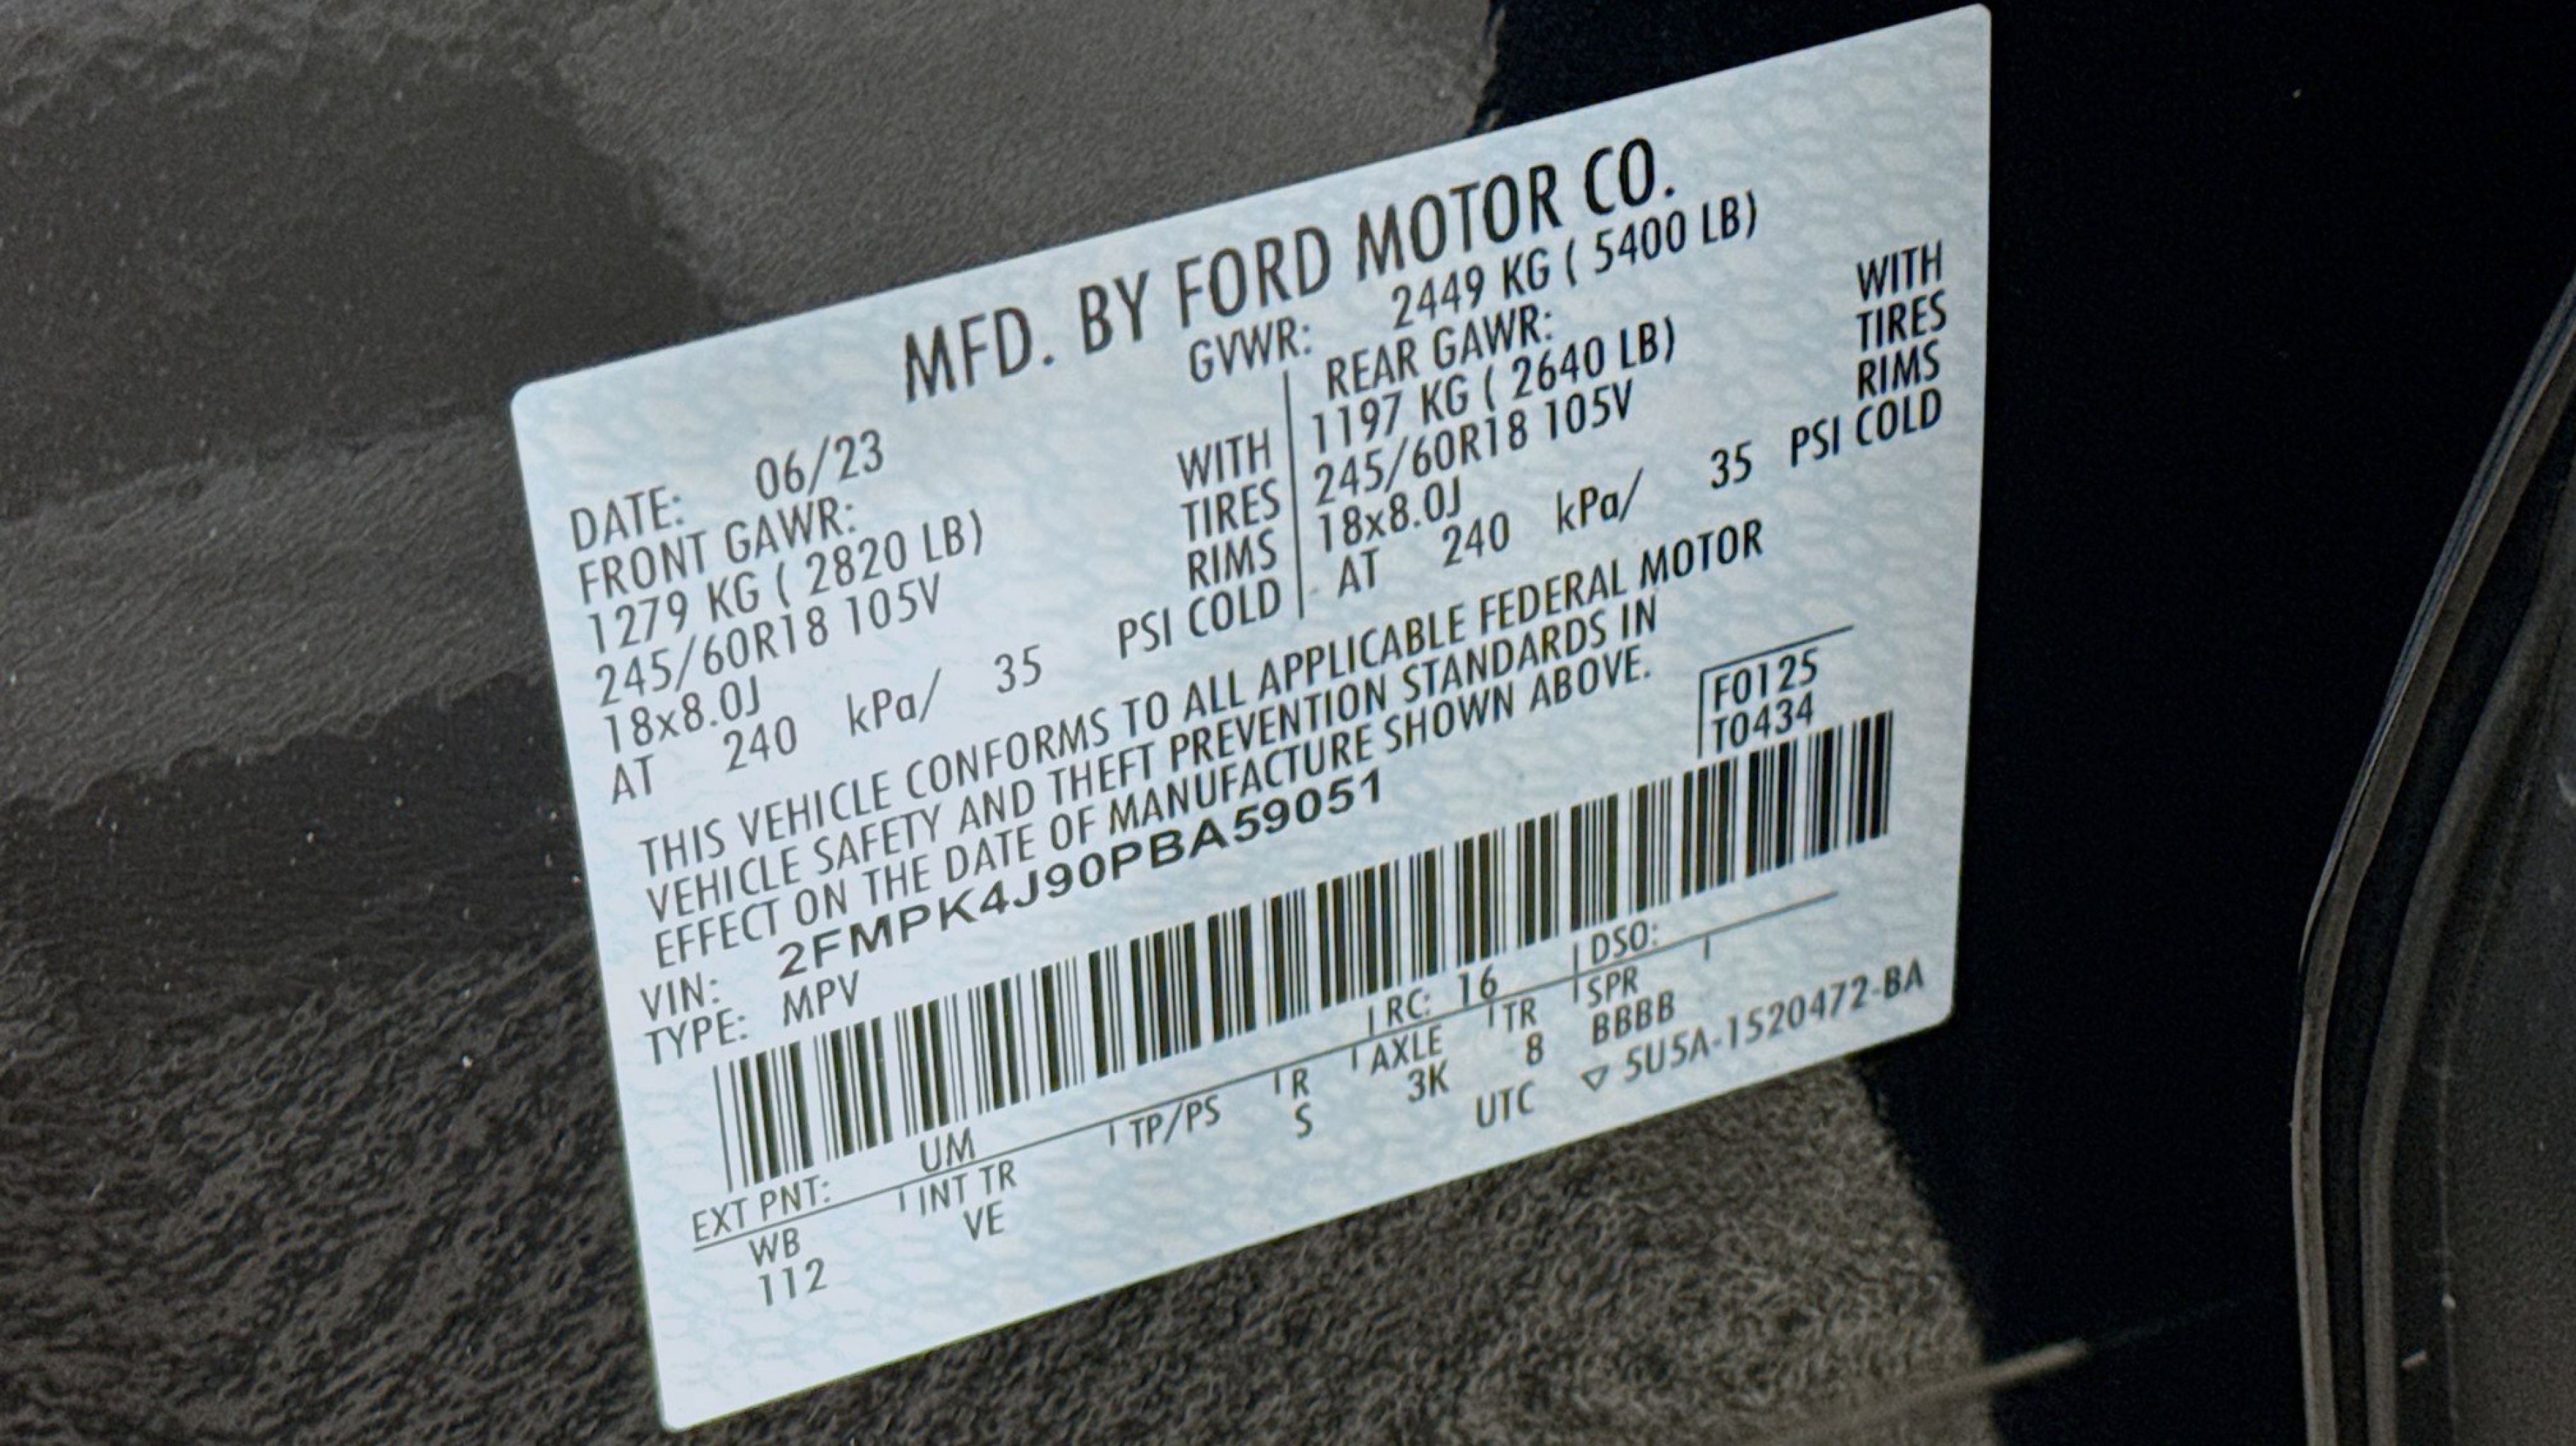 MFD. BY FORD MOTOR CO.
DATE: 06/23 GVWR: 2449 KG ( 5400 LB)
FRONT GAWR:
1279 KG ( 2820 LB) WITH
245/60R18 105V TIRES
18x8.0J RIMS
AT 240 kPa/ 35 PSI COLD
REAR GAWR:
1197 KG ( 2640 LB) WITH
245/60R18 105V TIRES
18x8.0J RIMS
AT 240 kPa/ 35 PSI COLD
THIS VEHICLE CONFORMS TO ALL APPLICABLE FEDERAL MOTOR
VEHICLE SAFETY AND THEFT PREVENTION STANDARDS IN
EFFECT ON THE DATE OF MANUFACTURE SHOWN ABOVE.
VIN: 2FMPK4J90PBA59051
TYPE: MPV
F0125
T0434
EXT PNT: UM RC: 16 DSO:
WB INT TR TP/PS R AXLE TR SPR
112 VE S 3K 8 BBBB
UTC ▽ 5U5A-1520472-BA